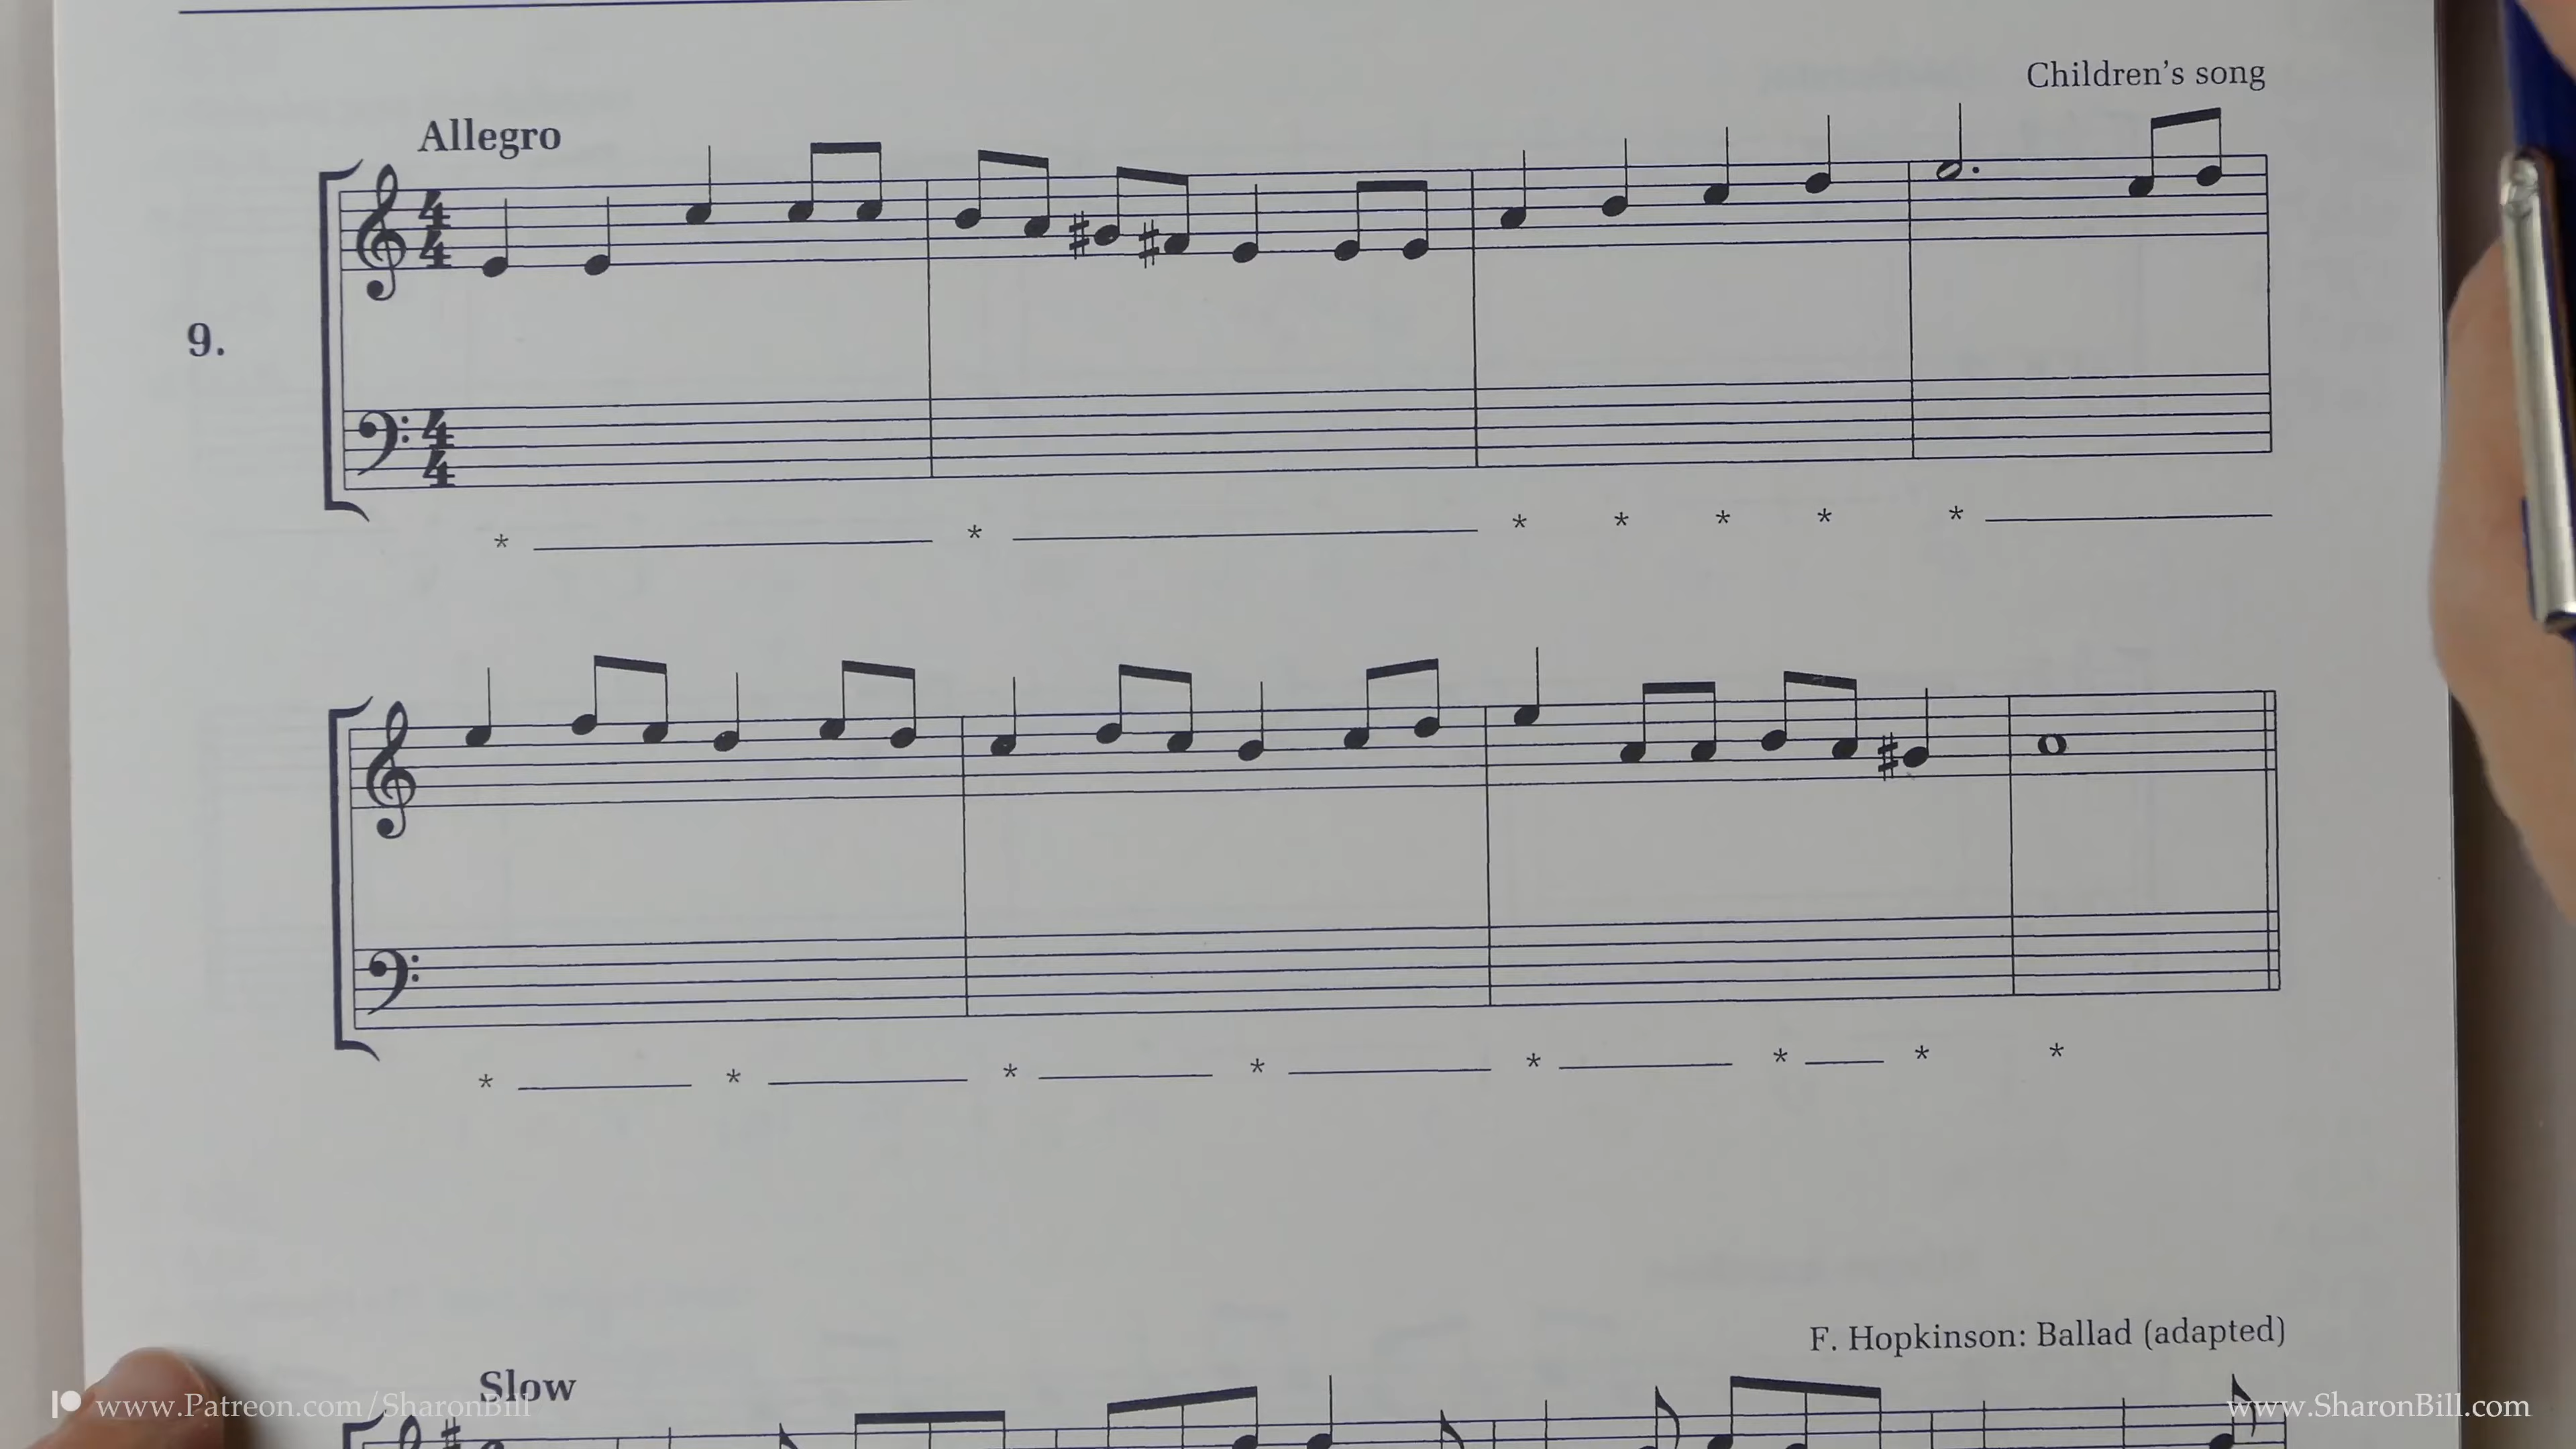 Children's song
Allegro
9.
* * * * * * *
* * * * * * * *
F. Hopkinson: Ballad (adapted)
Slow
www.Patreon.com/SharonBill
www.SharonBill.com